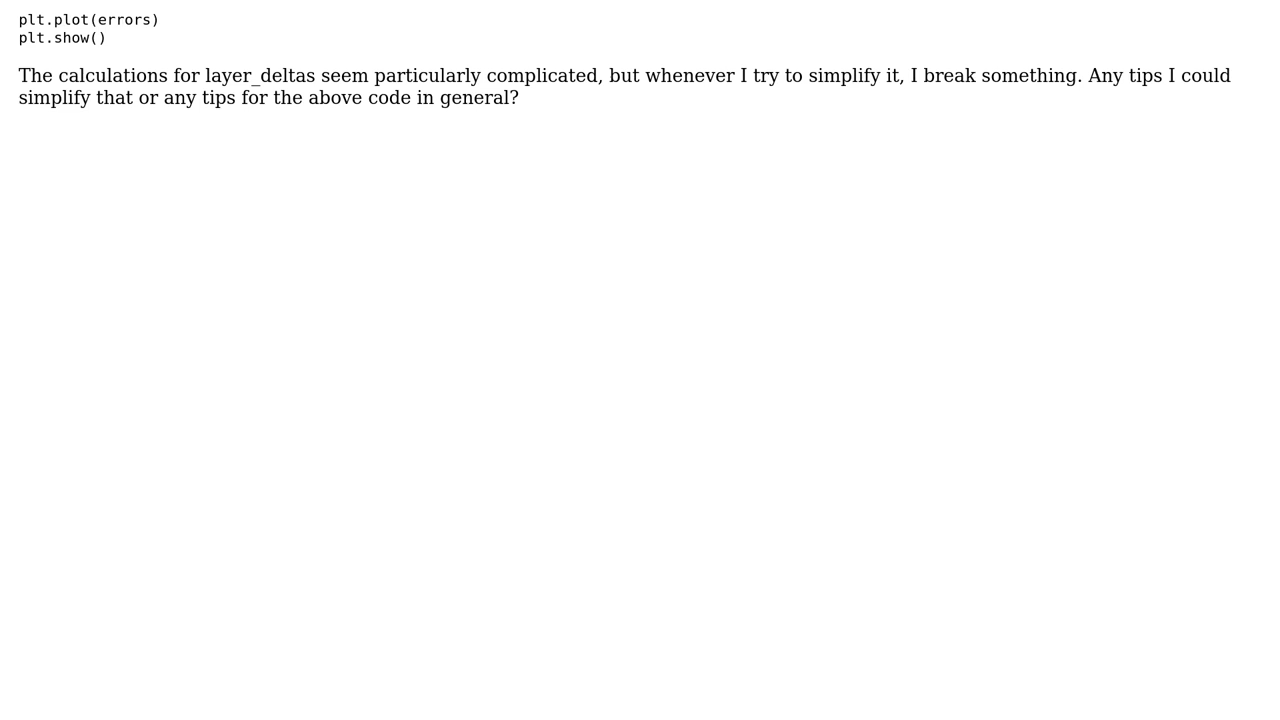 plt.plot(errors)
plt.show()
The calculations for layer_deltas seem particularly complicated, but whenever I try to simplify it, I break something. Any tips I could
simplify that or any tips for the above code in general?